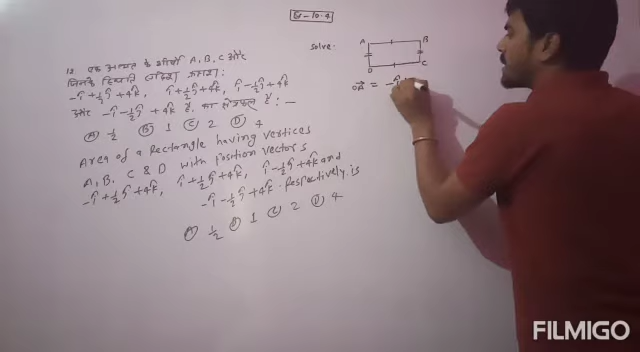 Ex-10.4
12. एक आयत के शीर्षों A, B, C और
जिनके स्थिति सदिश क्रमशः
-î+½ĵ+4k̂, î+½ĵ+4k̂, î-½ĵ+4k̂
और -î-½ĵ+4k̂ है. का क्षेत्रफल है:-
(A) ½ (B) 1 (C) 2 (D) 4
Area of a Rectangle having vertices
A, B, C & D with Position vectors
-î+½ĵ+4k̂, î+½ĵ+4k̂, î-½ĵ+4k̂ and
-î-½ĵ+4k̂. Respectively is
(A) ½ (B) 1 (C) 2 (D) 4
Solve:
A B
D C
OA⃗ = -î
FILMIGO